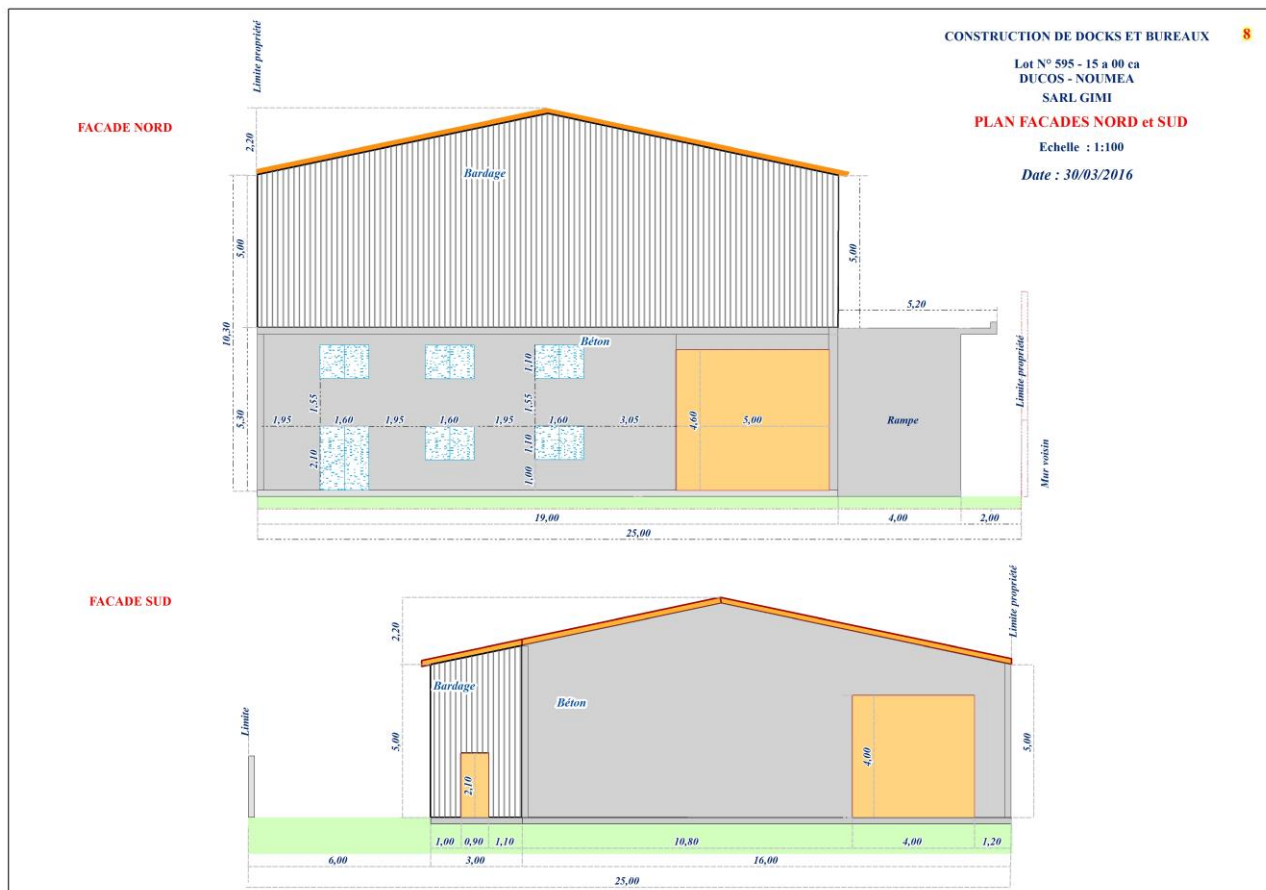 CONSTRUCTION DE DOCKS ET BUREAUX
8
Lot N° 595 - 15 a 00 ca
DUCOS - NOUMEA
SARL GIMI
PLAN FACADES NORD et SUD
Echelle : 1:100
Date : 30/03/2016
FACADE NORD
Limite propriété
2,20
Bardage
5,00
5,00
10,30
5,20
Béton
1,10
5,30
1,55
1,55
1,95
1,60
1,95
1,60
1,95
1,60
3,05
4,60
5,00
Rampe
Limite propriété
2,10
1,10
1,00
Mur voisin
19,00
4,00
2,00
25,00
FACADE SUD
Limite propriété
2,20
Bardage
Béton
Limite
5,00
2,10
4,00
5,00
1,00
0,90
1,10
10,80
4,00
1,20
6,00
3,00
16,00
25,00